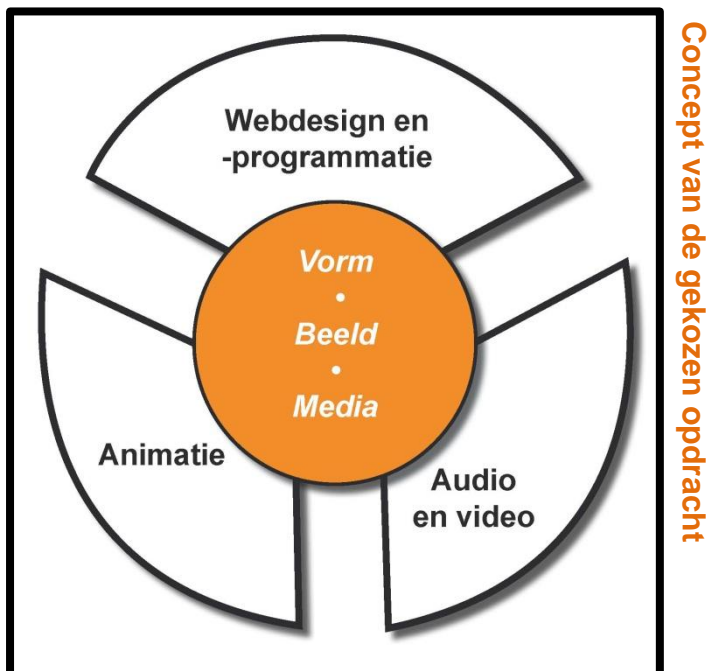 Webdesign en
-programmatie
Vorm
•
Beeld
•
Media
Animatie
Audio
en video
Concept van de gekozen opdracht